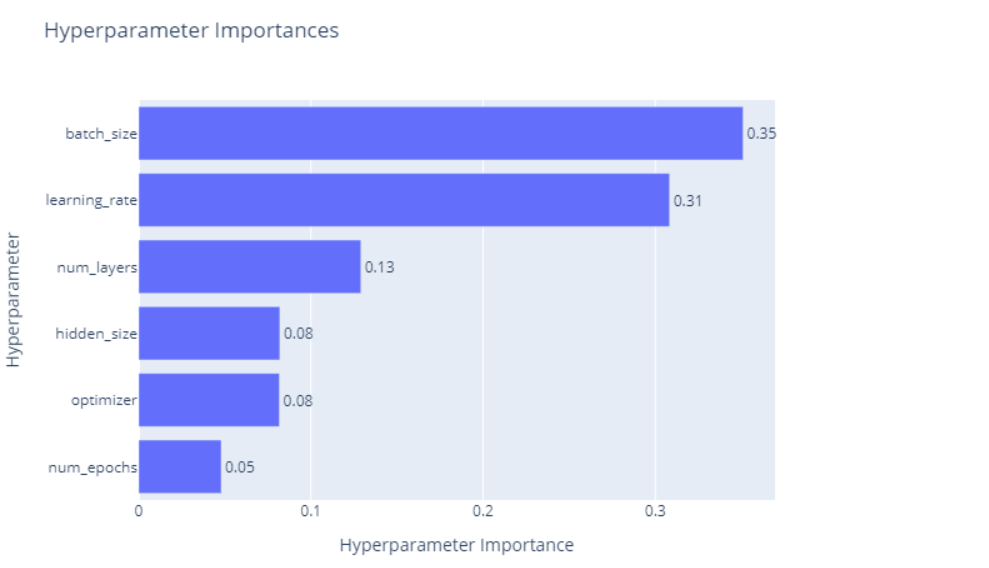 Hyperparameter Importances
Hyperparameter
batch_size 0.35
learning_rate 0.31
num_layers 0.13
hidden_size 0.08
optimizer 0.08
num_epochs 0.05
0 0.1 0.2 0.3
Hyperparameter Importance